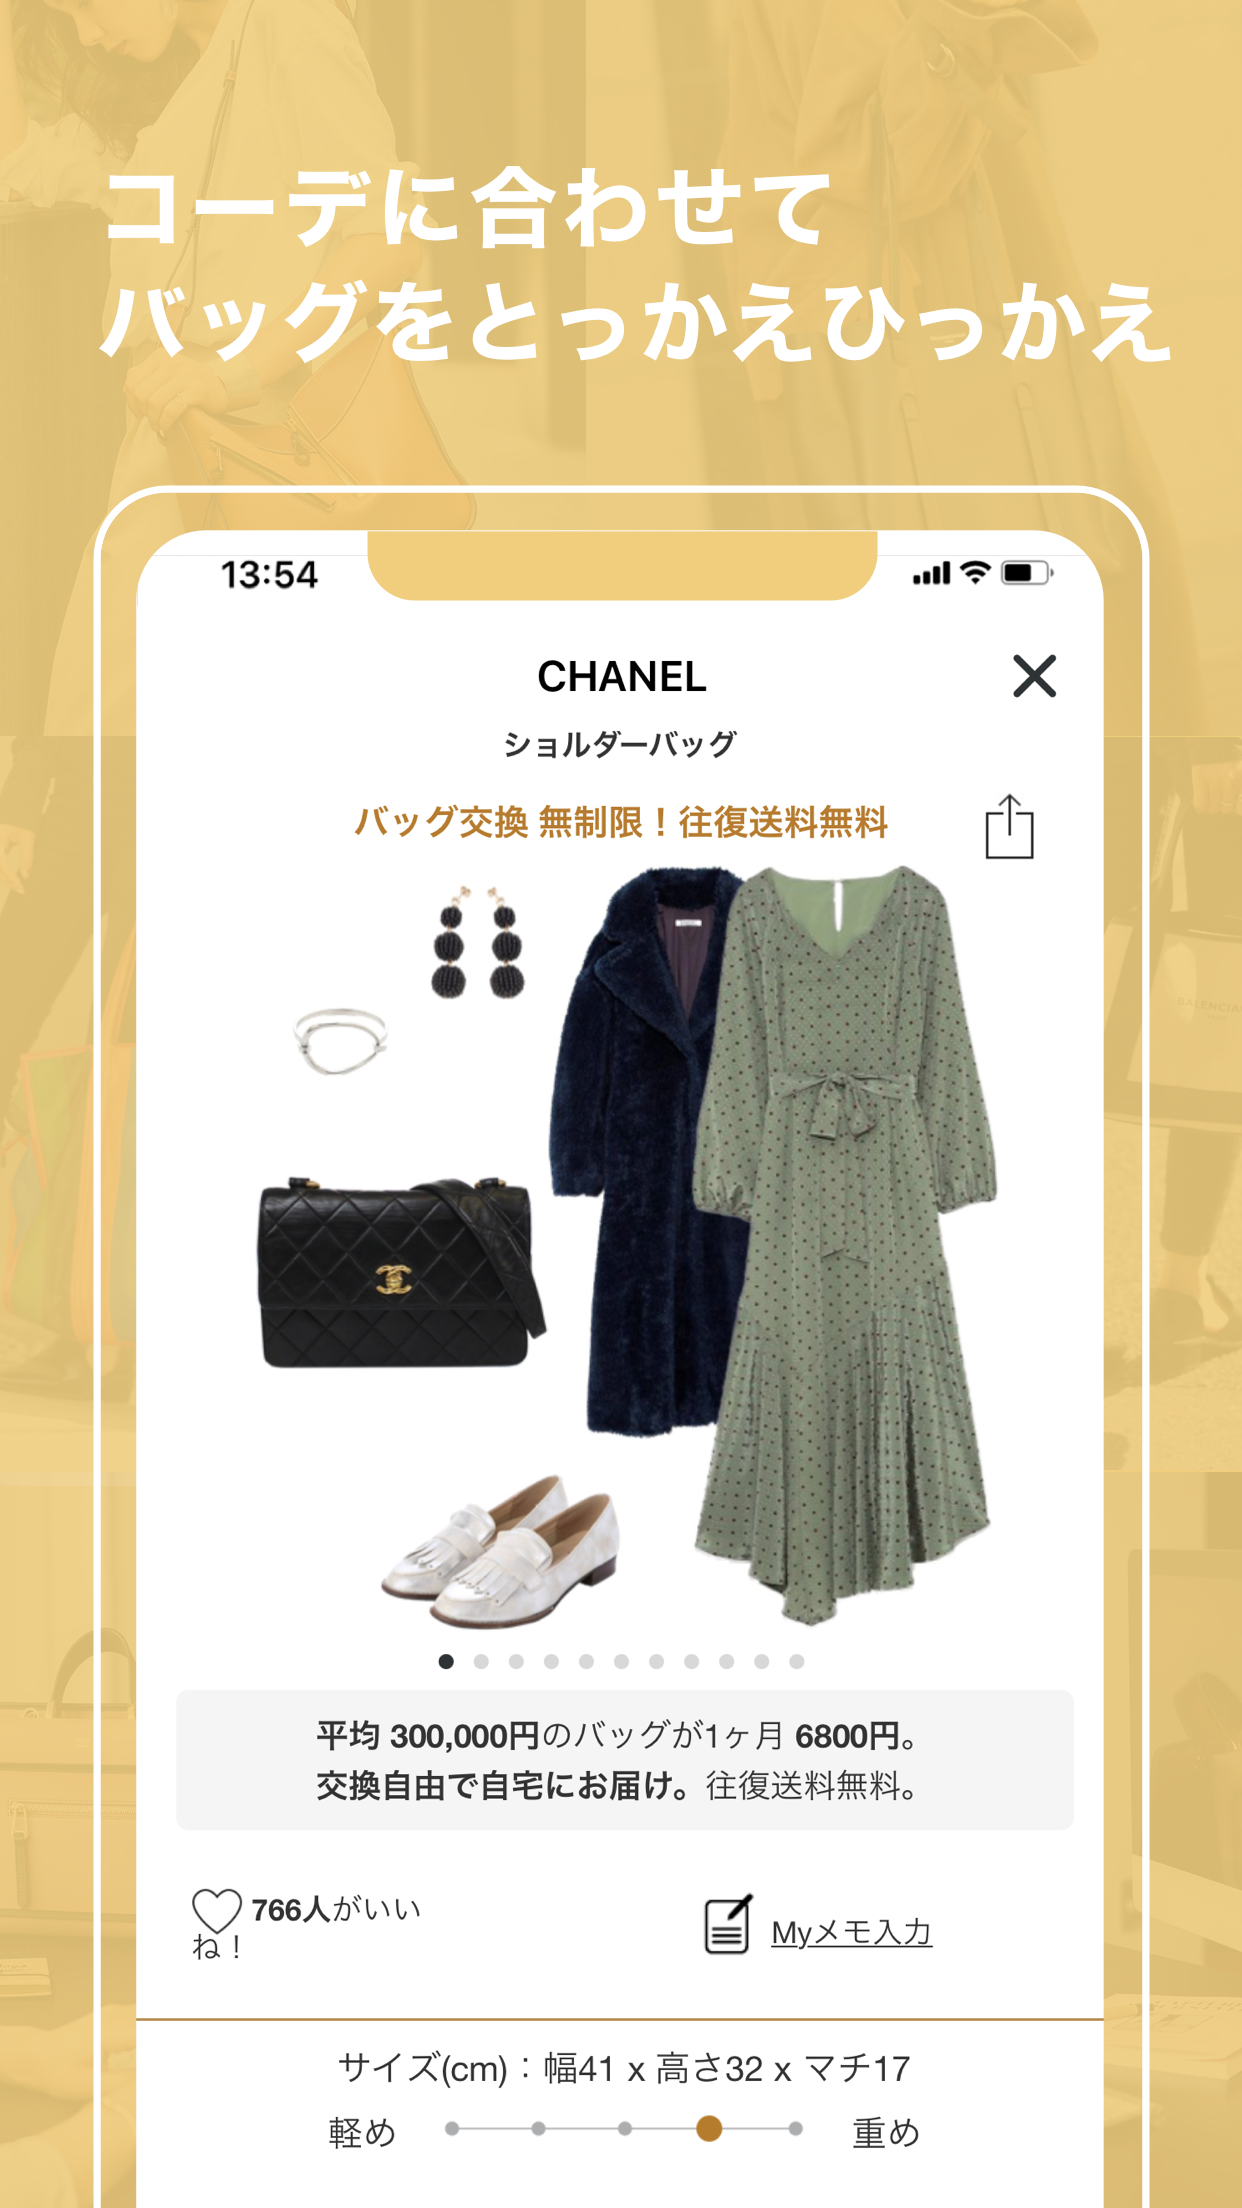 コーデに合わせて
バッグをとっかえひっかえ
13:54
CHANEL
ショルダーバッグ
バッグ交換 無制限！往復送料無料
平均 300,000円のバッグが1ヶ月 6800円。
交換自由で自宅にお届け。往復送料無料。
766人がいい
ね！
Myメモ入力
サイズ(cm)：幅41 x 高さ32 x マチ17
軽め 重め